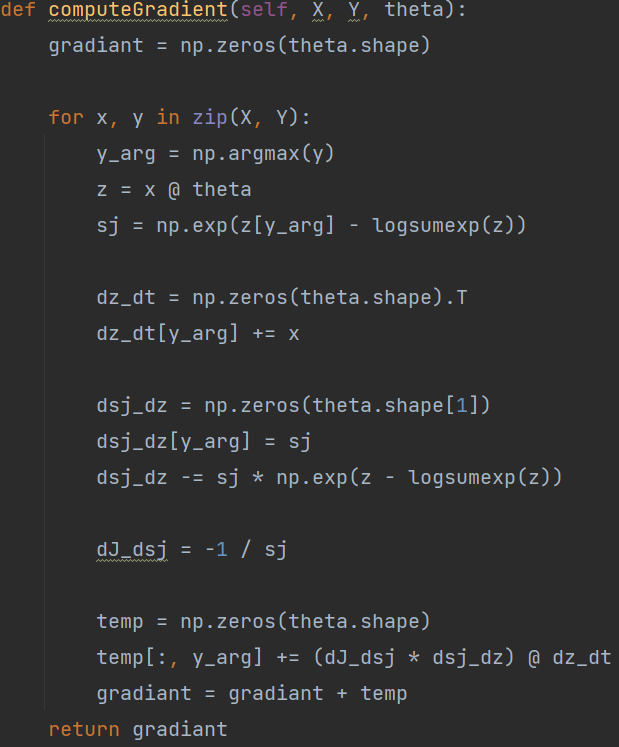 def computeGradient(self, X, Y, theta):
gradiant = np.zeros(theta.shape)
for x, y in zip(X, Y):
y_arg = np.argmax(y)
z = x @ theta
sj = np.exp(z[y_arg] - logsumexp(z))
dz_dt = np.zeros(theta.shape).T
dz_dt[y_arg] += x
dsj_dz = np.zeros(theta.shape[1])
dsj_dz[y_arg] = sj
dsj_dz -= sj * np.exp(z - logsumexp(z))
dJ_dsj = -1 / sj
temp = np.zeros(theta.shape)
temp[:, y_arg] += (dJ_dsj * dsj_dz) @ dz_dt
gradiant = gradiant + temp
return gradiant